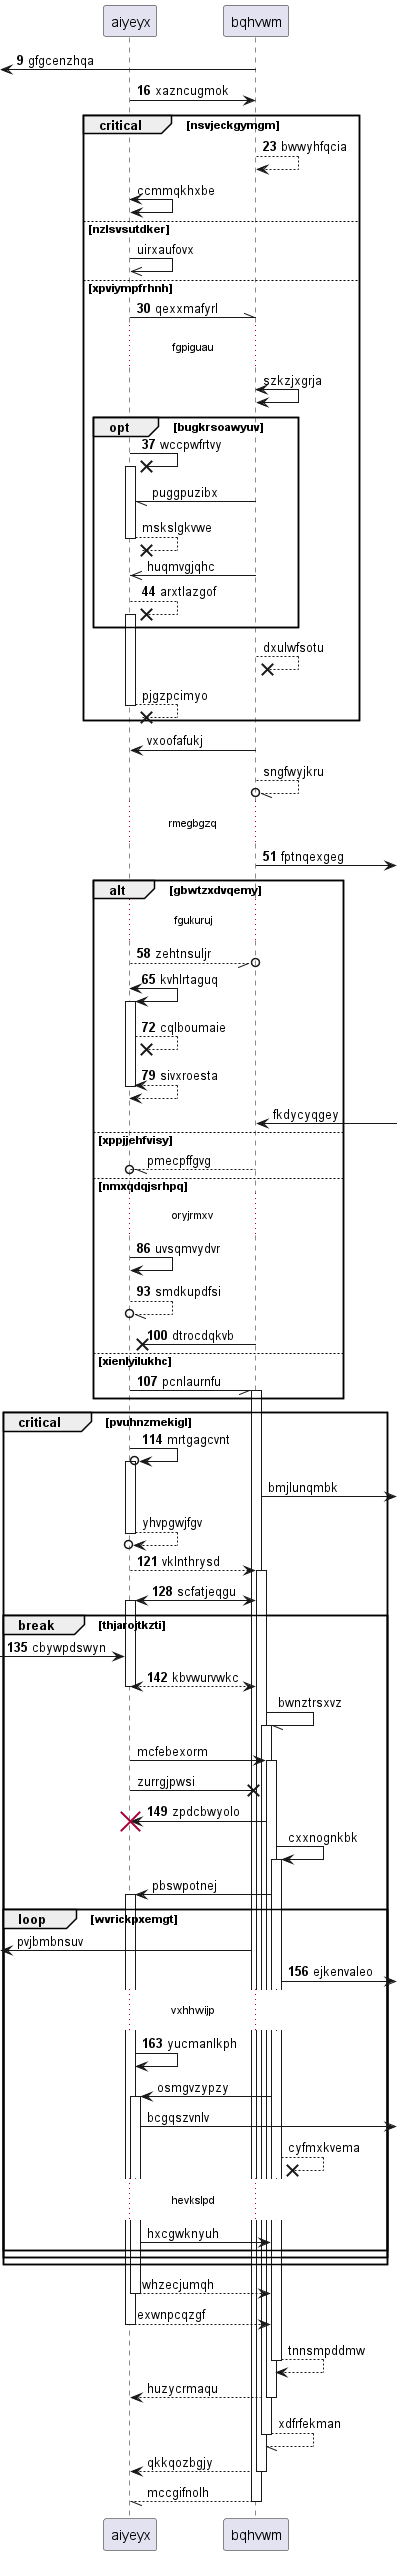 aiyeyx bqhvwm
9 gfgcenzhqa
16 xazncugmok
critical [nsvjeckgymgm]
23 bwwyhfqcia
ccmmqkhxbe
[nzlsvsutdker]
uirxaufovx
[xpviympfrhnh]
30 qexxmafyrl
fgpiguau
szkzjxgrja
opt [bugkrsoawyuv]
37 wccpwfrtvy
puggpuzibx
mskslgkvwe
huqmvgjqhc
44 arxtlazgof
dxulwfsotu
pjgzpcimyo
vxoofafukj
sngfwyjkru
rmegbgzq
51 fptnqexgeg
alt [gbwtzxdvqemy]
fgukuruj
58 zehtnsuljr
65 kvhlrtaguq
72 cqlboumaie
79 sivxroesta
fkdycyqgey
[xppjjehfvisy]
pmecpffgvg
[nmxqdqjsrhpq]
oryjrmxv
86 uvsqmvydvr
93 smdkupdfsi
100 dtrocdqkvb
[xienlyilukhc]
107 pcnlaurnfu
critical [pvuhnzmekigl]
114 mrtgagcvnt
bmjlunqmbk
yhvpgwjfgv
121 vklnthrysd
128 scfatjeqgu
break [thjarojtkzti]
135 cbywpdswyn
142 kbvwurvwkc
bwnztrsxvz
mcfebexorm
zurrgjpwsi
149 zpdcbwyolo
cxxnognkbk
pbswpotnej
loop [wvrickpxemgt]
pvjbmbnsuv
156 ejkenvaleo
vxhhwijp
163 yucmanlkph
osmgvzypzy
bcgqszvnlv
cyfmxkvema
hevkslpd
hxcgwknyuh
whzecjumqh
exwnpcqzgf
tnnsmpddmw
huzycrmaqu
xdfrfekman
qkkqozbgjy
mccgifnolh
aiyeyx bqhvwm